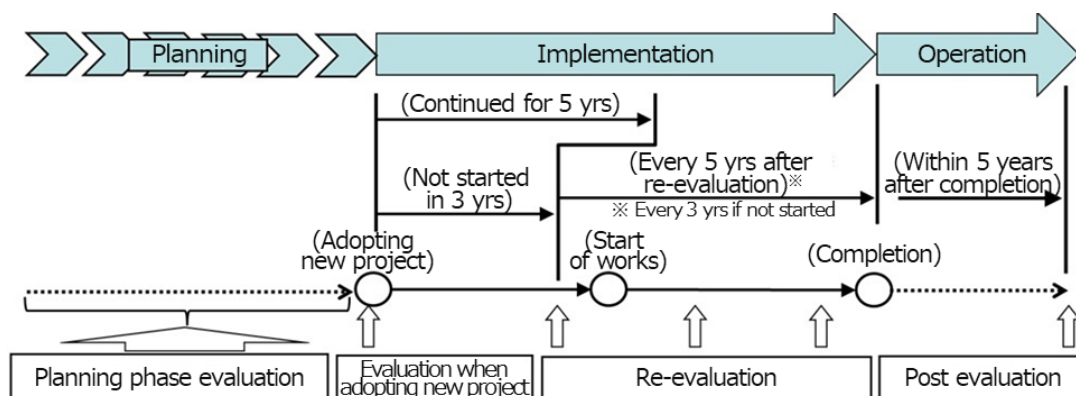 Planning
Implementation
Operation
(Continued for 5 yrs)
(Not started
in 3 yrs)
(Every 5 yrs after
re-evaluation)※
※ Every 3 yrs if not started
(Within 5 years
after completion)
(Adopting
new project)
(Start
of works)
(Completion)
Planning phase evaluation
Evaluation when
adopting new project
Re-evaluation
Post evaluation